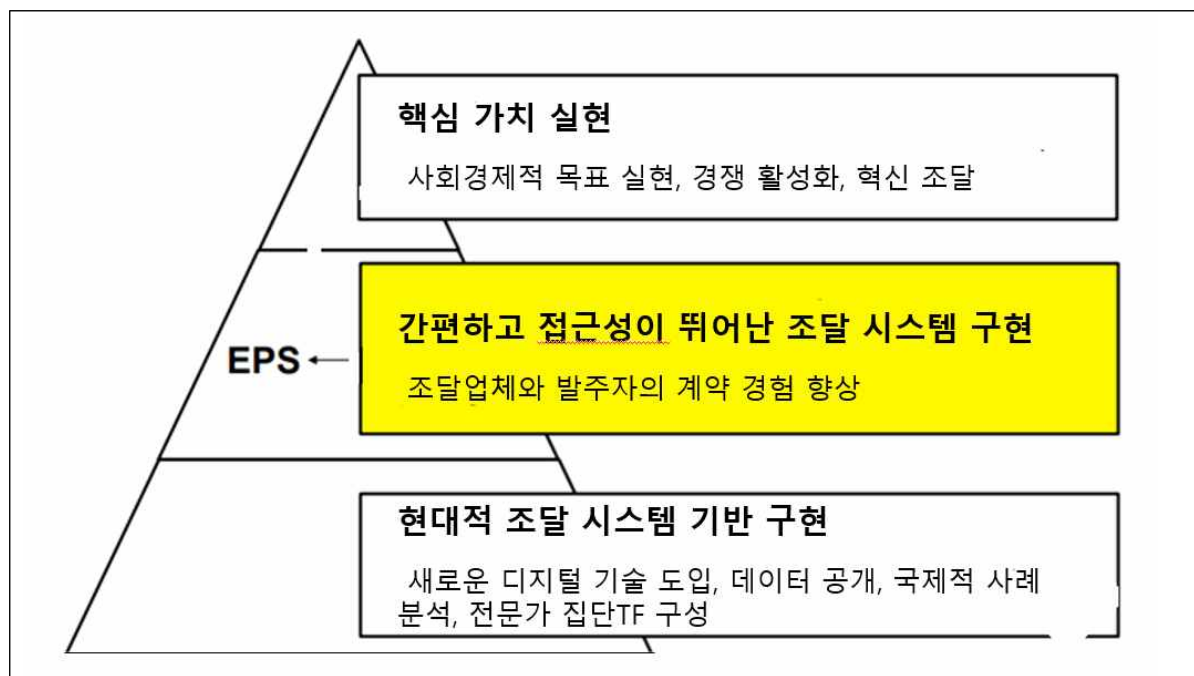 핵심 가치 실현
사회경제적 목표 실현, 경쟁 활성화, 혁신 조달
EPS
간편하고 접근성이 뛰어난 조달 시스템 구현
조달업체와 발주자의 계약 경험 향상
현대적 조달 시스템 기반 구현
새로운 디지털 기술 도입, 데이터 공개, 국제적 사례
분석, 전문가 집단TF 구성